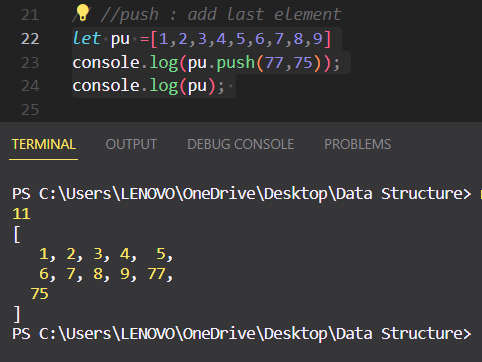 21 //push : add last element
22 let pu =[1,2,3,4,5,6,7,8,9]
23 console.log(pu.push(77,75));
24 console.log(pu);
25
TERMINAL OUTPUT DEBUG CONSOLE PROBLEMS
PS C:\Users\LENOVO\OneDrive\Desktop\Data Structure>
11
[
1, 2, 3, 4, 5,
6, 7, 8, 9, 77,
75
]
PS C:\Users\LENOVO\OneDrive\Desktop\Data Structure>